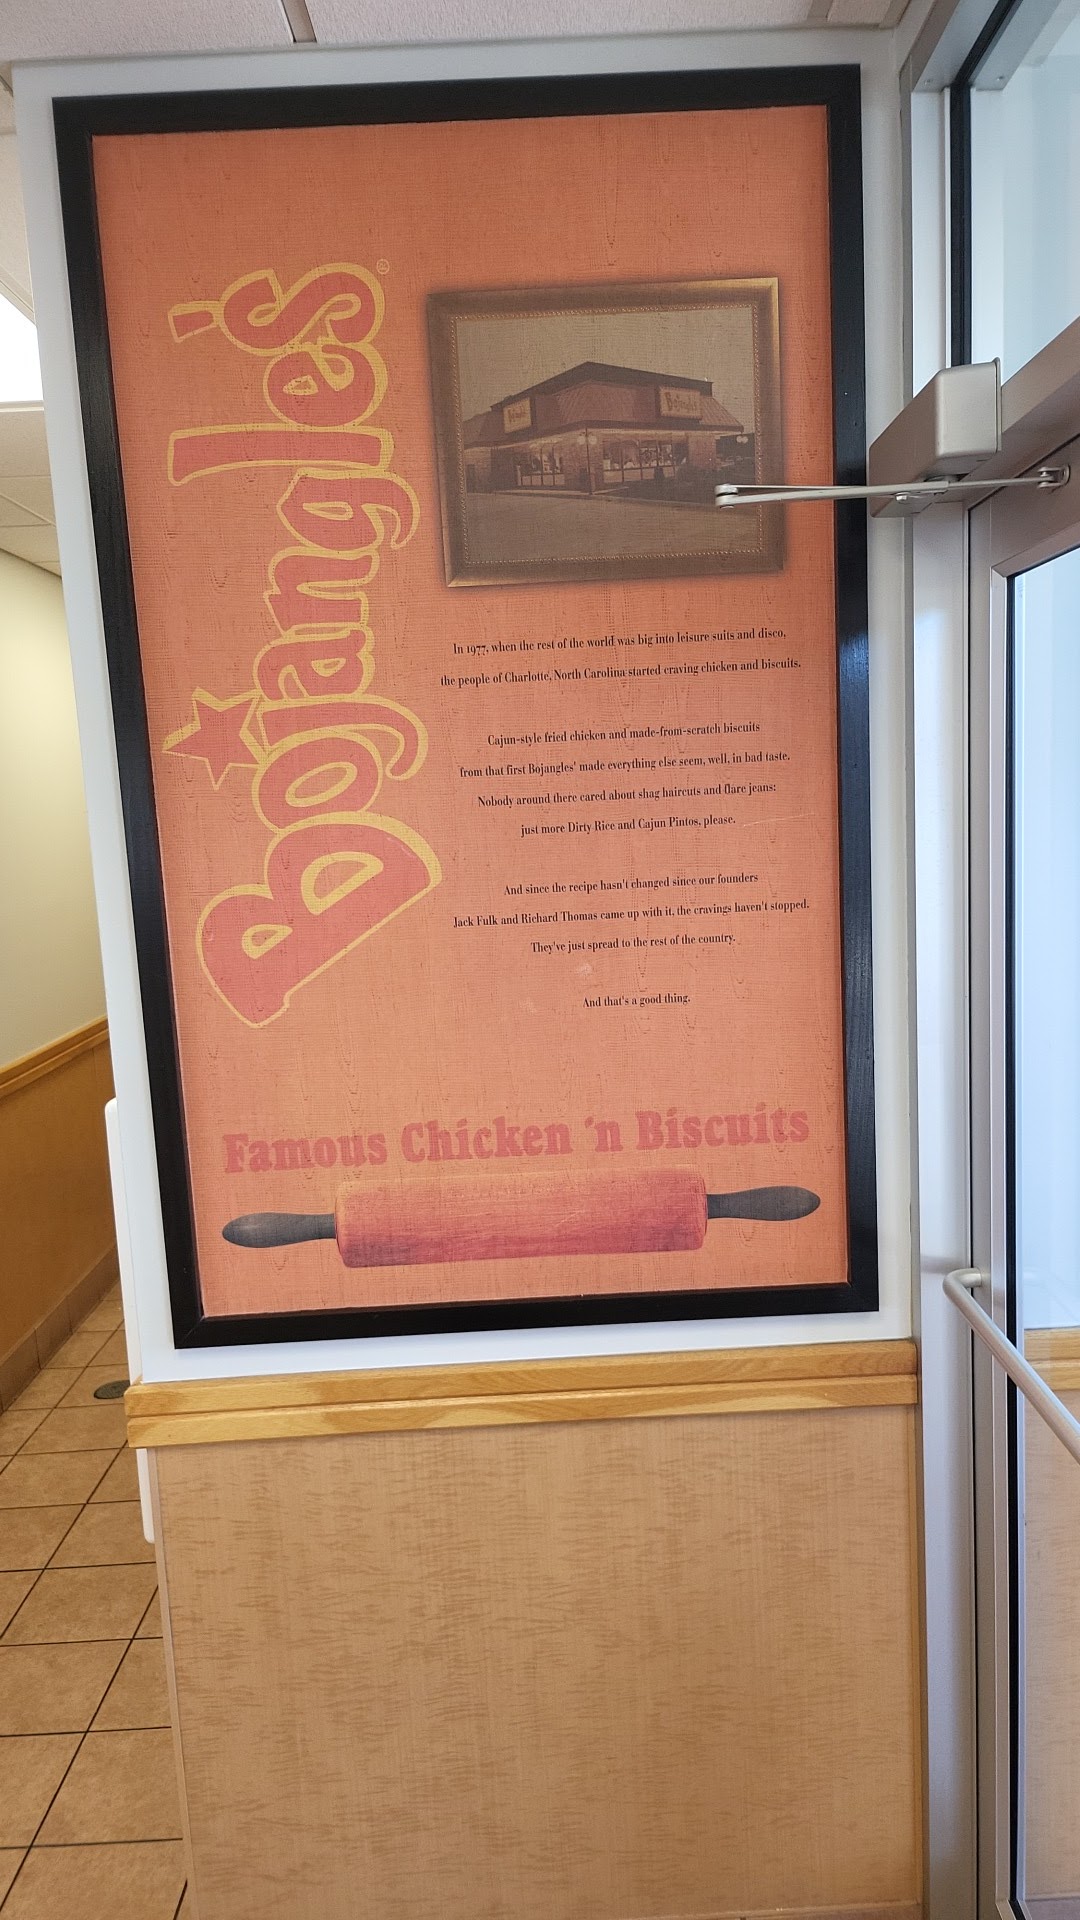 Bojangles'®
Bojangles'
Bojangles'
In 1977, when the rest of the world was big into leisure suits and disco,
the people of Charlotte, North Carolina started craving chicken and biscuits.
Cajun-style fried chicken and made-from-scratch biscuits
from that first Bojangles' made everything else seem, well, in bad taste.
Nobody around there cared about shag haircuts and flare jeans:
just more Dirty Rice and Cajun Pintos, please.
And since the recipe hasn't changed since our founders
Jack Fulk and Richard Thomas came up with it, the cravings haven't stopped.
They've just spread to the rest of the country.
And that's a good thing.
Famous Chicken 'n Biscuits